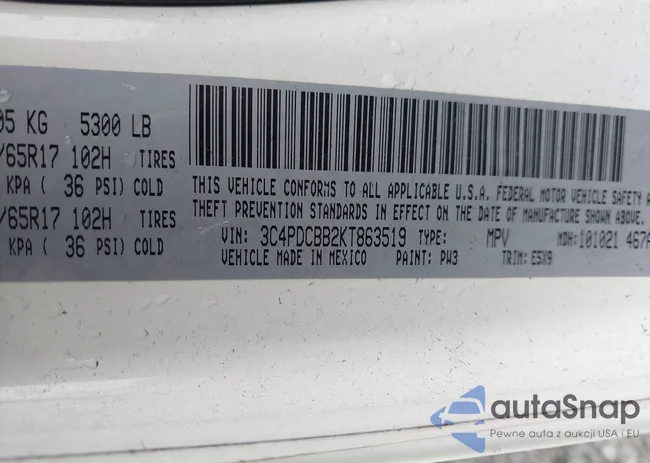 05 KG 5300 LB
/65R17 102H TIRES
KPA ( 36 PSI) COLD
/65R17 102H TIRES
KPA ( 36 PSI) COLD
THIS VEHICLE CONFORMS TO ALL APPLICABLE U.S.A. FEDERAL MOTOR VEHICLE SAFETY A
THEFT PREVENTION STANDARDS IN EFFECT ON THE DATE OF MANUFACTURE SHOWN ABOVE.
VIN: 3C4PDCBB2KT863519 TYPE: MPV MDH: 101021 467A
VEHICLE MADE IN MEXICO PAINT: PW3 TRIM: E5X9
autaSnap
Pewne auta z aukcji USA i EU